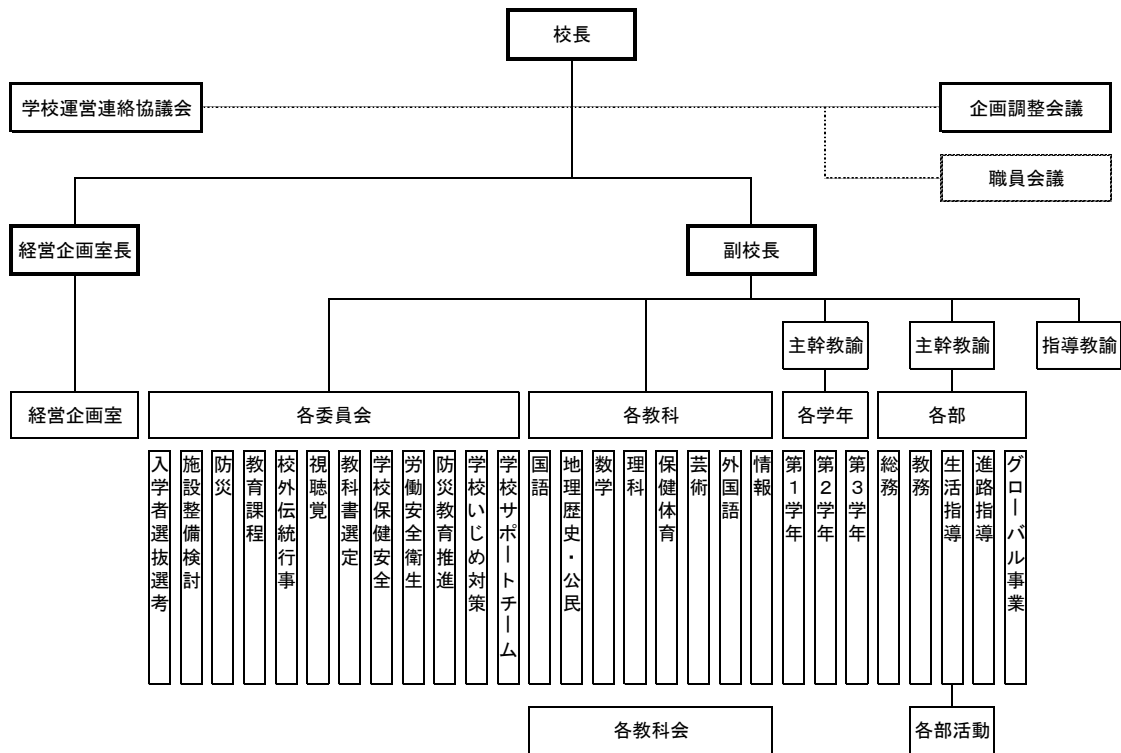 校長
学校運営連絡協議会
企画調整会議
職員会議
経営企画室長
副校長
主幹教諭
主幹教諭
指導教諭
経営企画室
各委員会
各教科
各学年
各部
入学者選抜選考
施設整備検討
防災
教育課程
校外伝統行事
視聴覚
教科書選定
学校保健安全
労働安全衛生
防災教育推進
学校いじめ対策
学校サポートチーム
国語
地理歴史・公民
数学
理科
保健体育
芸術
外国語
情報
第1学年
第2学年
第3学年
総務
教務
生活指導
進路指導
グローバル事業
各教科会
各部活動